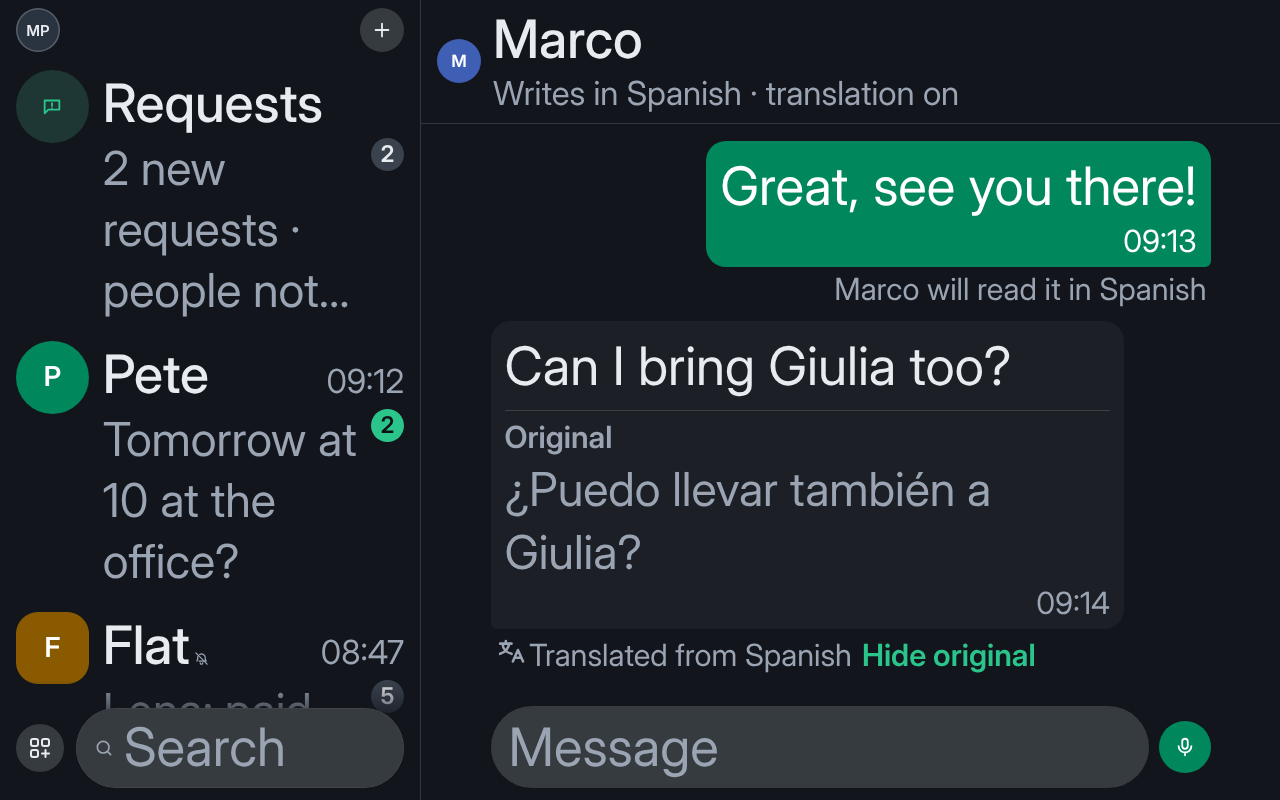 MP
Requests
2 new
requests ·
people not...
2
P
Pete
09:12
Tomorrow at
10 at the
office?
2
F
Flat
08:47
5
Search
M
Marco
Writes in Spanish · translation on
Great, see you there!
09:13
Marco will read it in Spanish
Can I bring Giulia too?
Original
¿Puedo llevar también a
Giulia?
09:14
Translated from Spanish Hide original
Message